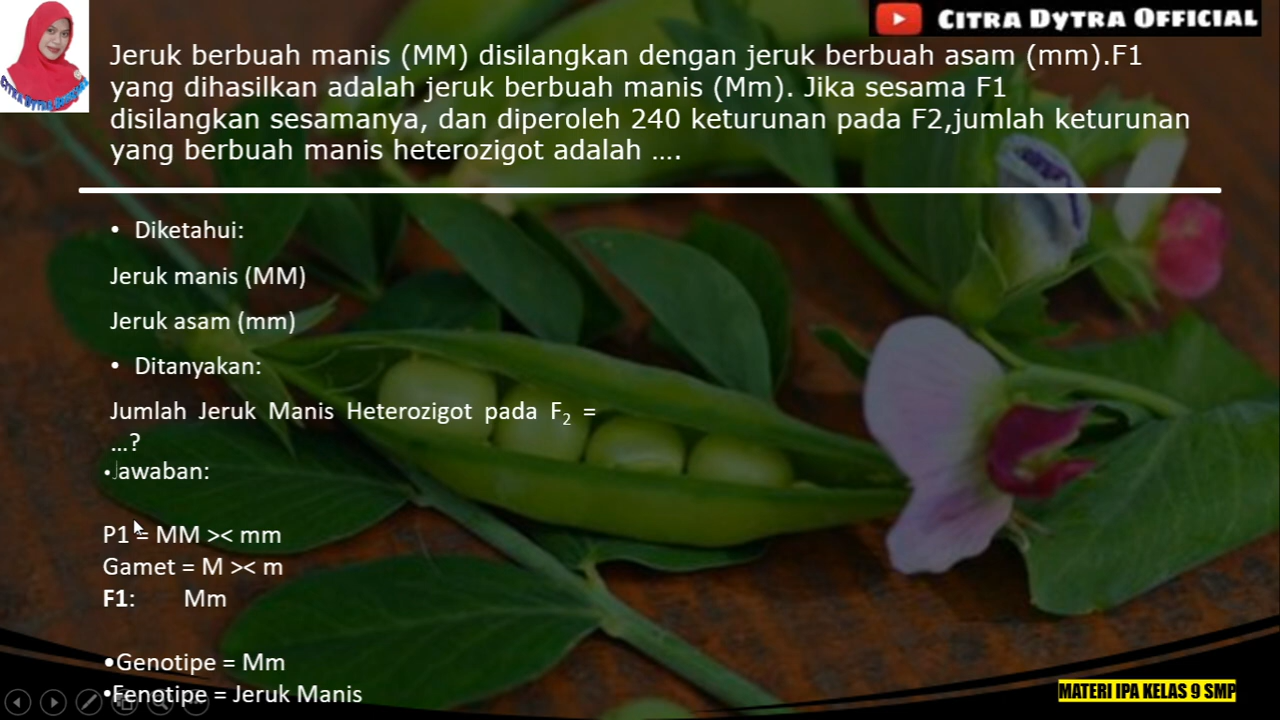 CITRA DYTRA OFFICIAL
Jeruk berbuah manis (MM) disilangkan dengan jeruk berbuah asam (mm).F1
yang dihasilkan adalah jeruk berbuah manis (Mm). Jika sesama F1
disilangkan sesamanya, dan diperoleh 240 keturunan pada F2,jumlah keturunan
yang berbuah manis heterozigot adalah ....
• Diketahui:
Jeruk manis (MM)
Jeruk asam (mm)
• Ditanyakan:
Jumlah Jeruk Manis Heterozigot pada F₂ =
...?
•Jawaban:
P1 = MM >< mm
Gamet = M >< m
F1: Mm
•Genotipe = Mm
•Fenotipe = Jeruk Manis
MATERI IPA KELAS 9 SMP